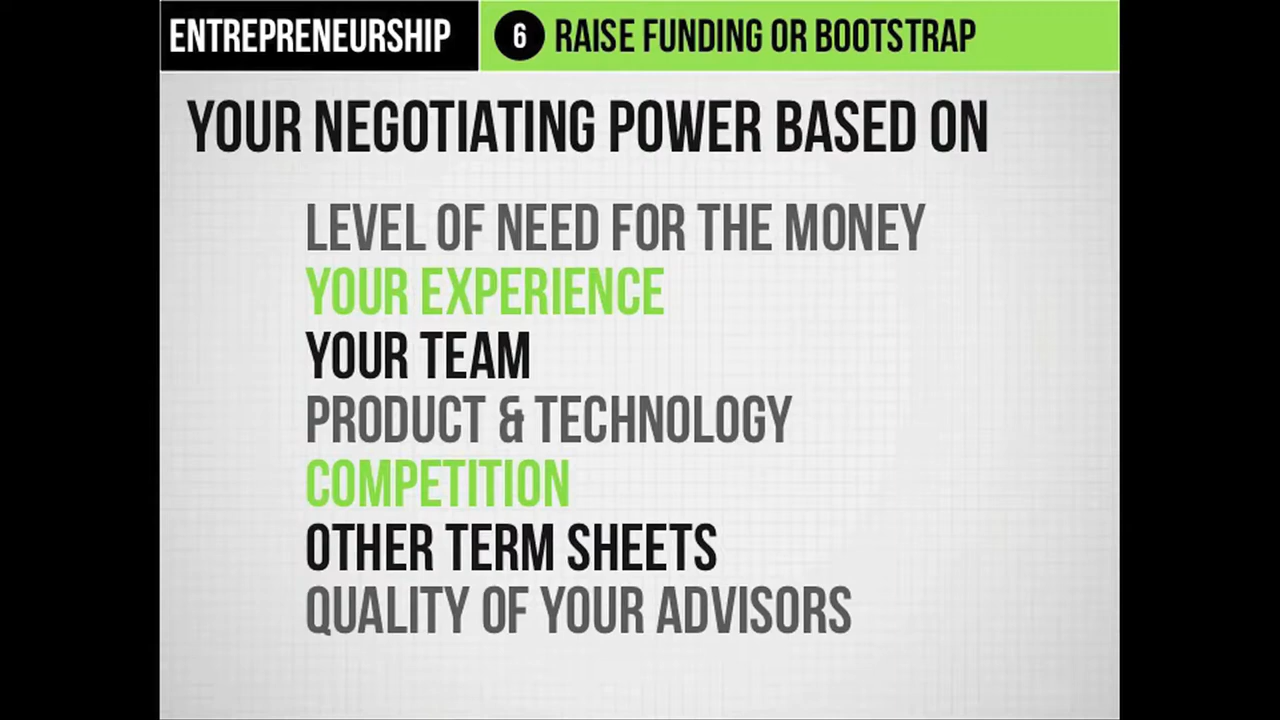 ENTREPRENEURSHIP
6 RAISE FUNDING OR BOOTSTRAP
YOUR NEGOTIATING POWER BASED ON
LEVEL OF NEED FOR THE MONEY
YOUR EXPERIENCE
YOUR TEAM
PRODUCT & TECHNOLOGY
COMPETITION
OTHER TERM SHEETS
QUALITY OF YOUR ADVISORS